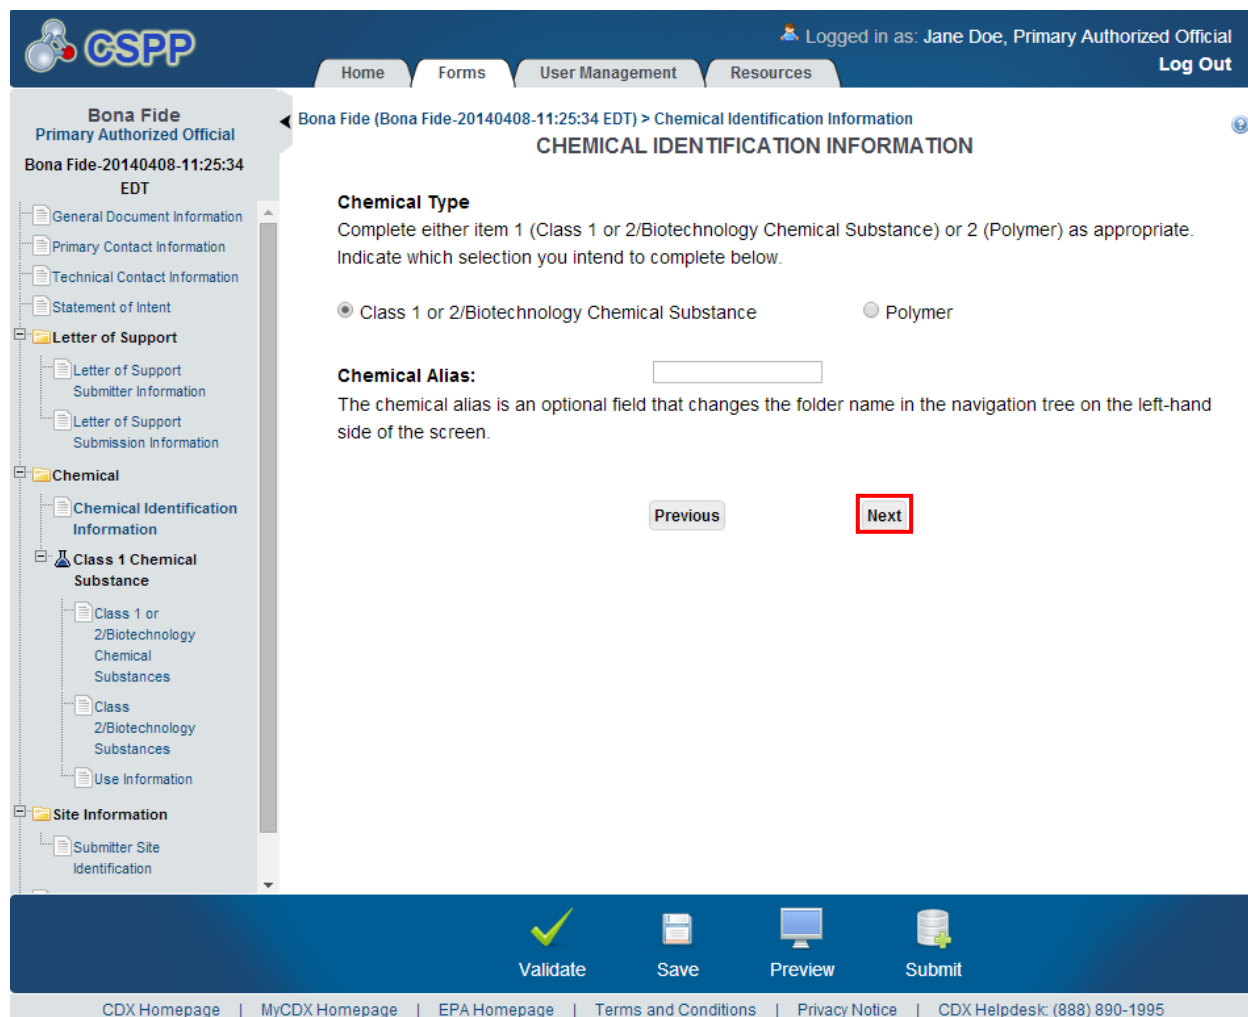 CSPP
Logged in as: Jane Doe, Primary Authorized Official
Log Out
Home
Forms
User Management
Resources
Bona Fide
Primary Authorized Official
Bona Fide-20140408-11:25:34
EDT
General Document Information
Primary Contact Information
Technical Contact Information
Statement of Intent
Letter of Support
Letter of Support
Submitter Information
Letter of Support
Submission Information
Chemical
Chemical Identification
Information
Class 1 Chemical
Substance
Class 1 or
2/Biotechnology
Chemical
Substances
Class
2/Biotechnology
Substances
Use Information
Site Information
Submitter Site
Identification
Bona Fide (Bona Fide-20140408-11:25:34 EDT) > Chemical Identification Information
CHEMICAL IDENTIFICATION INFORMATION
Chemical Type
Complete either item 1 (Class 1 or 2/Biotechnology Chemical Substance) or 2 (Polymer) as appropriate.
Indicate which selection you intend to complete below.
Class 1 or 2/Biotechnology Chemical Substance
Polymer
Chemical Alias:
The chemical alias is an optional field that changes the folder name in the navigation tree on the left-hand
side of the screen.
Previous
Next
Validate
Save
Preview
Submit
CDX Homepage | MyCDX Homepage | EPA Homepage | Terms and Conditions | Privacy Notice | CDX Helpdesk: (888) 890-1995